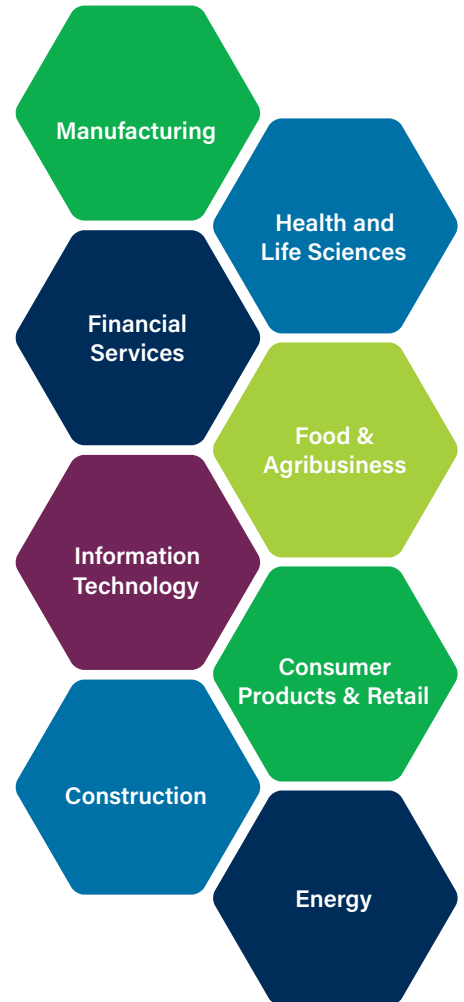 Manufacturing
Health and
Life Sciences
Financial
Services
Food &
Agribusiness
Information
Technology
Consumer
Products & Retail
Construction
Energy